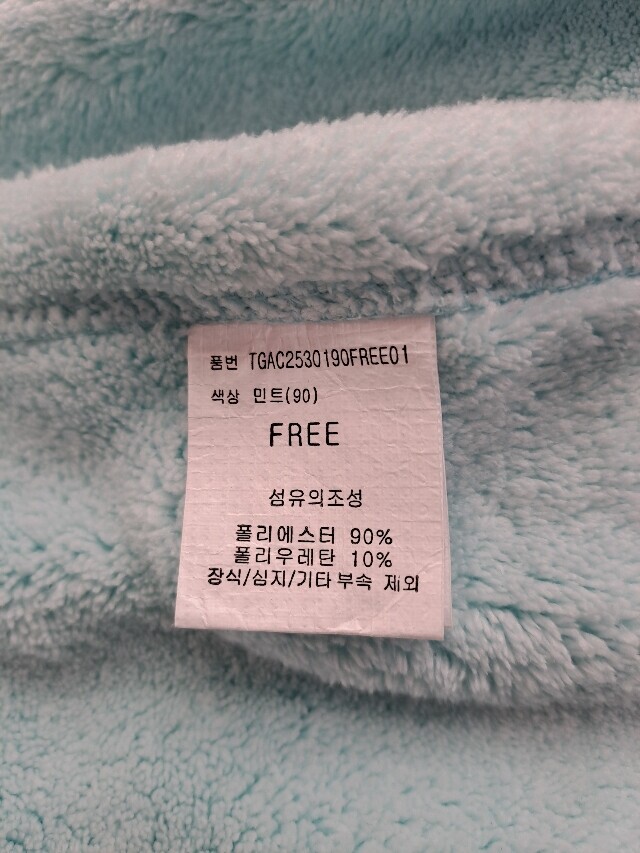 품번 TGAC2530190FREE01
색상 민트(90)
FREE
섬유의조성
폴리에스터 90%
폴리우레탄 10%
장식/심지/기타 부속 제외